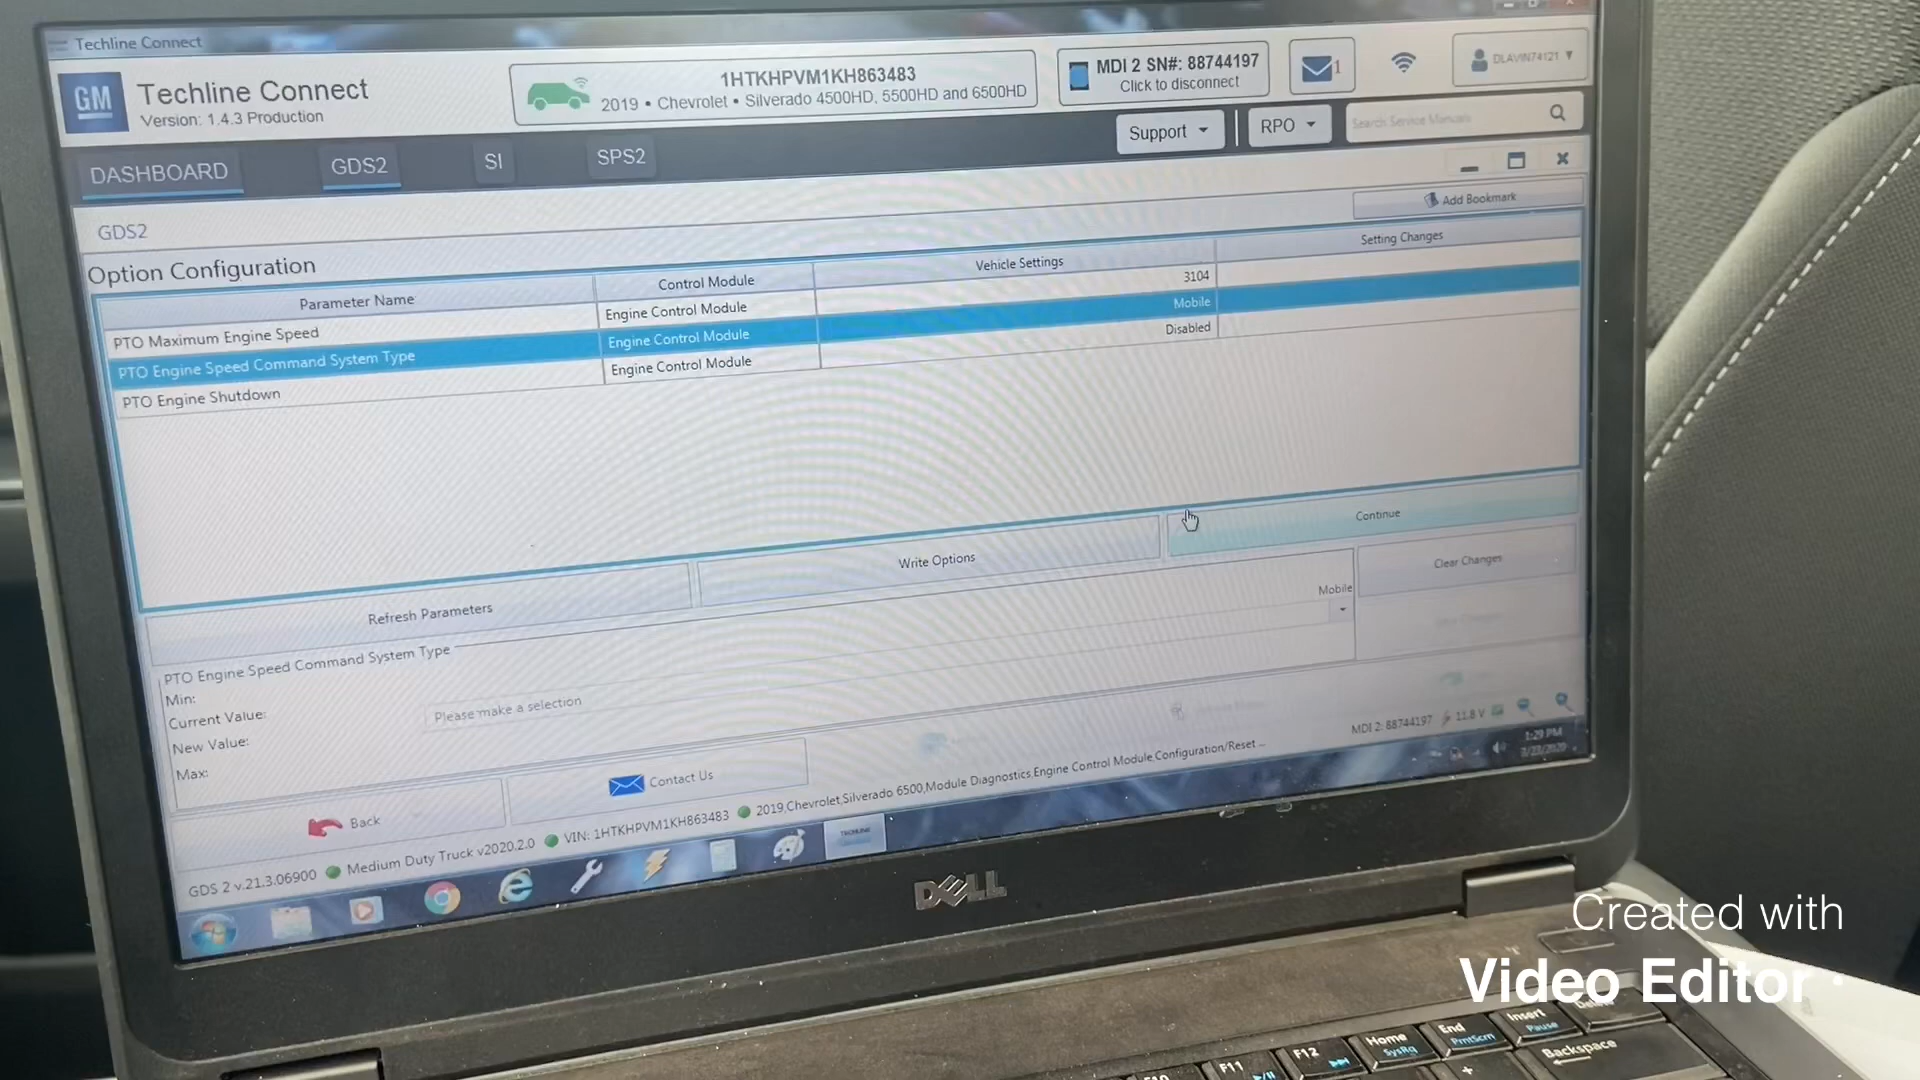 Techline Connect
GM
Techline Connect
Version: 1.4.3 Production
1HTKHPVM1KH863483
2019 • Chevrolet • Silverado 4500HD, 5500HD and 6500HD
MDI 2 SN#: 88744197
Click to disconnect
1
DLAVIN74121
Support
RPO
Search Service Manuals
DASHBOARD
GDS2
SI
SPS2
GDS2
Add Bookmark
Option Configuration
Parameter Name
Control Module
Vehicle Settings
Setting Changes
PTO Maximum Engine Speed
Engine Control Module
3104
PTO Engine Speed Command System Type
Engine Control Module
Mobile
PTO Engine Shutdown
Engine Control Module
Disabled
Refresh Parameters
Write Options
Continue
PTO Engine Speed Command System Type
Min:
Current Value:
Mobile
New Value:
Please make a selection
Max:
Clear Changes
Back
Contact Us
MDI 2: 88744197
11.8 V
GDS 2 v.21.3.06900
Medium Duty Truck v2020.2.0
VIN: 1HTKHPVM1KH863483
2019,Chevrolet,Silverado 6500,Module Diagnostics,Engine Control Module,Configuration/Reset ...
1:29 PM
DELL
Created with
Video Editor
F11
F12
Home
SysRq
End
PrntScrn
Insert
Pause
Backspace